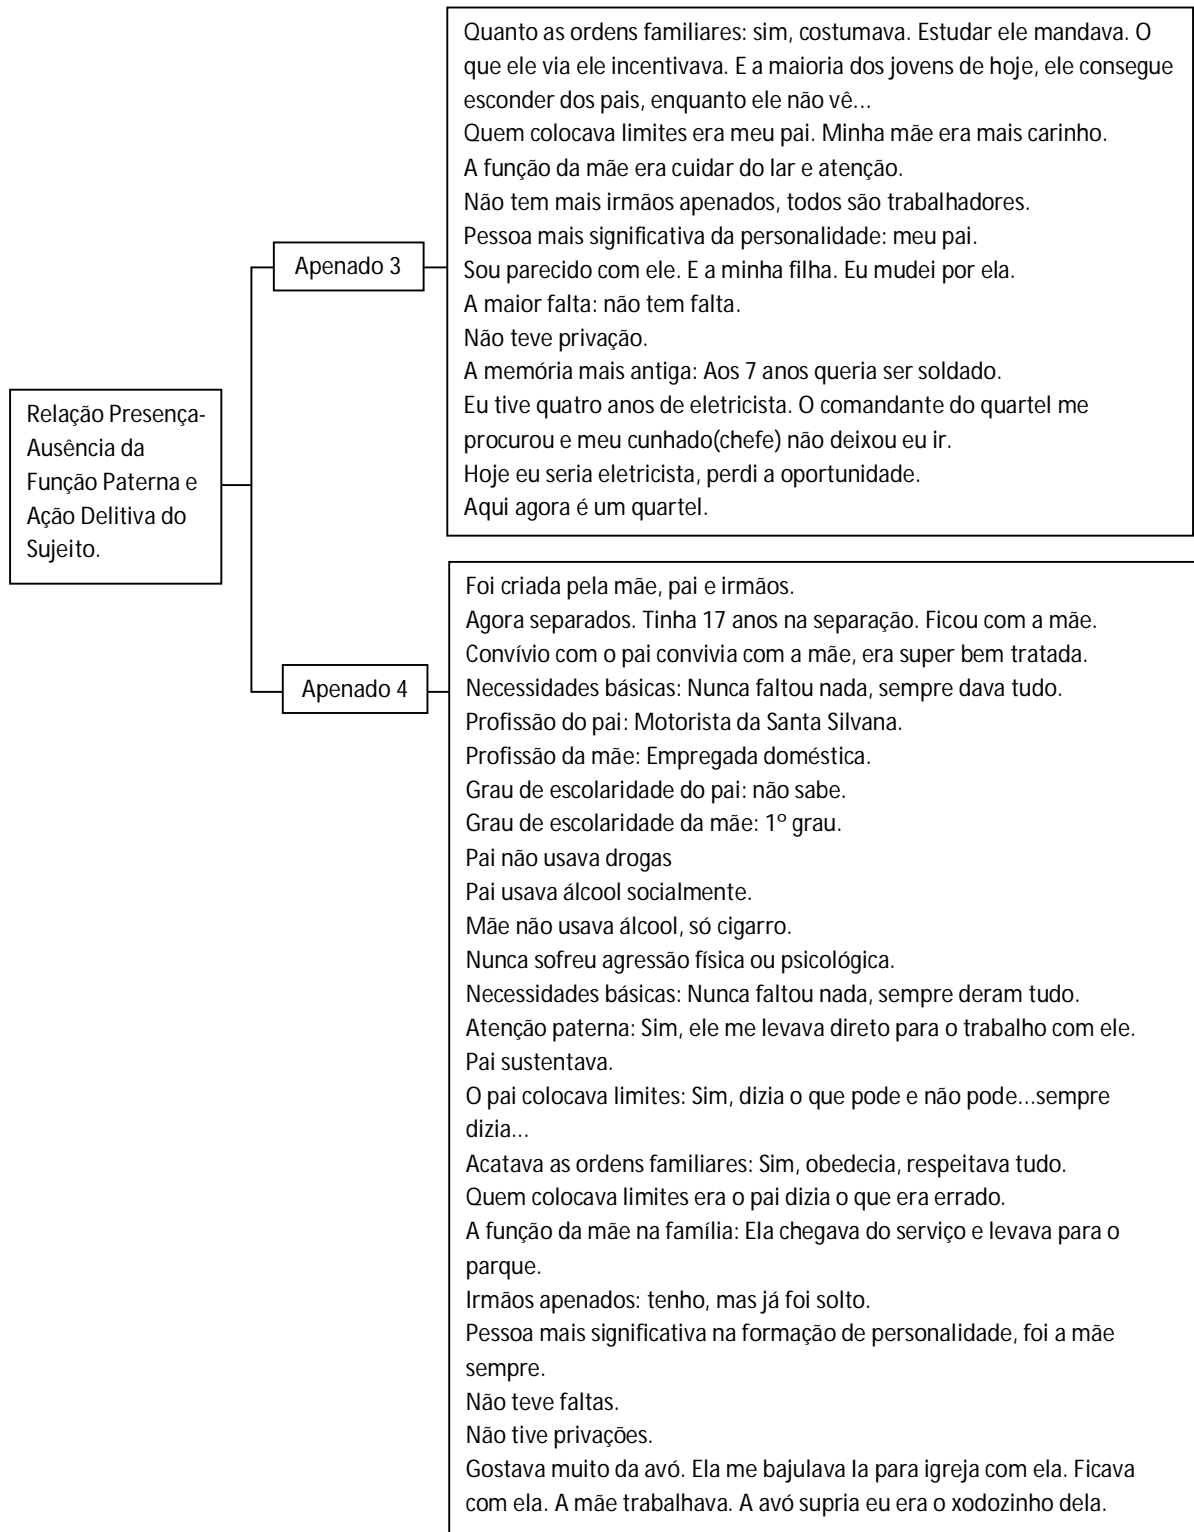 Quanto as ordens familiares: sim, costumava. Estudar ele mandava. O
que ele via ele incentivava. E a maioria dos jovens de hoje, ele consegue
esconder dos pais, enquanto ele não vê...
Quem colocava limites era meu pai. Minha mãe era mais carinho.
A função da mãe era cuidar do lar e atenção.
Não tem mais irmãos apenados, todos são trabalhadores.
Pessoa mais significativa da personalidade: meu pai.
Sou parecido com ele. E a minha filha. Eu mudei por ela.
A maior falta: não tem falta.
Não teve privação.
A memória mais antiga: Aos 7 anos queria ser soldado.
Eu tive quatro anos de eletricista. O comandante do quartel me
procurou e meu cunhado(chefe) não deixou eu ir.
Hoje eu seria eletricista, perdi a oportunidade.
Aqui agora é um quartel.
Apenado 3
Relação Presença-
Ausência da
Função Paterna e
Ação Delitiva do
Sujeito.
Apenado 4
Foi criada pela mãe, pai e irmãos.
Agora separados. Tinha 17 anos na separação. Ficou com a mãe.
Convívio com o pai convivia com a mãe, era super bem tratada.
Necessidades básicas: Nunca faltou nada, sempre dava tudo.
Profissão do pai: Motorista da Santa Silvana.
Profissão da mãe: Empregada doméstica.
Grau de escolaridade do pai: não sabe.
Grau de escolaridade da mãe: 1º grau.
Pai não usava drogas
Pai usava álcool socialmente.
Mãe não usava álcool, só cigarro.
Nunca sofreu agressão física ou psicológica.
Necessidades básicas: Nunca faltou nada, sempre deram tudo.
Atenção paterna: Sim, ele me levava direto para o trabalho com ele.
Pai sustentava.
O pai colocava limites: Sim, dizia o que pode e não pode...sempre
dizia...
Acatava as ordens familiares: Sim, obedecia, respeitava tudo.
Quem colocava limites era o pai dizia o que era errado.
A função da mãe na família: Ela chegava do serviço e levava para o
parque.
Irmãos apenados: tenho, mas já foi solto.
Pessoa mais significativa na formação de personalidade, foi a mãe
sempre.
Não teve faltas.
Não tive privações.
Gostava muito da avó. Ela me bajulava Ia para igreja com ela. Ficava
com ela. A mãe trabalhava. A avó supria eu era o xodozinho dela.